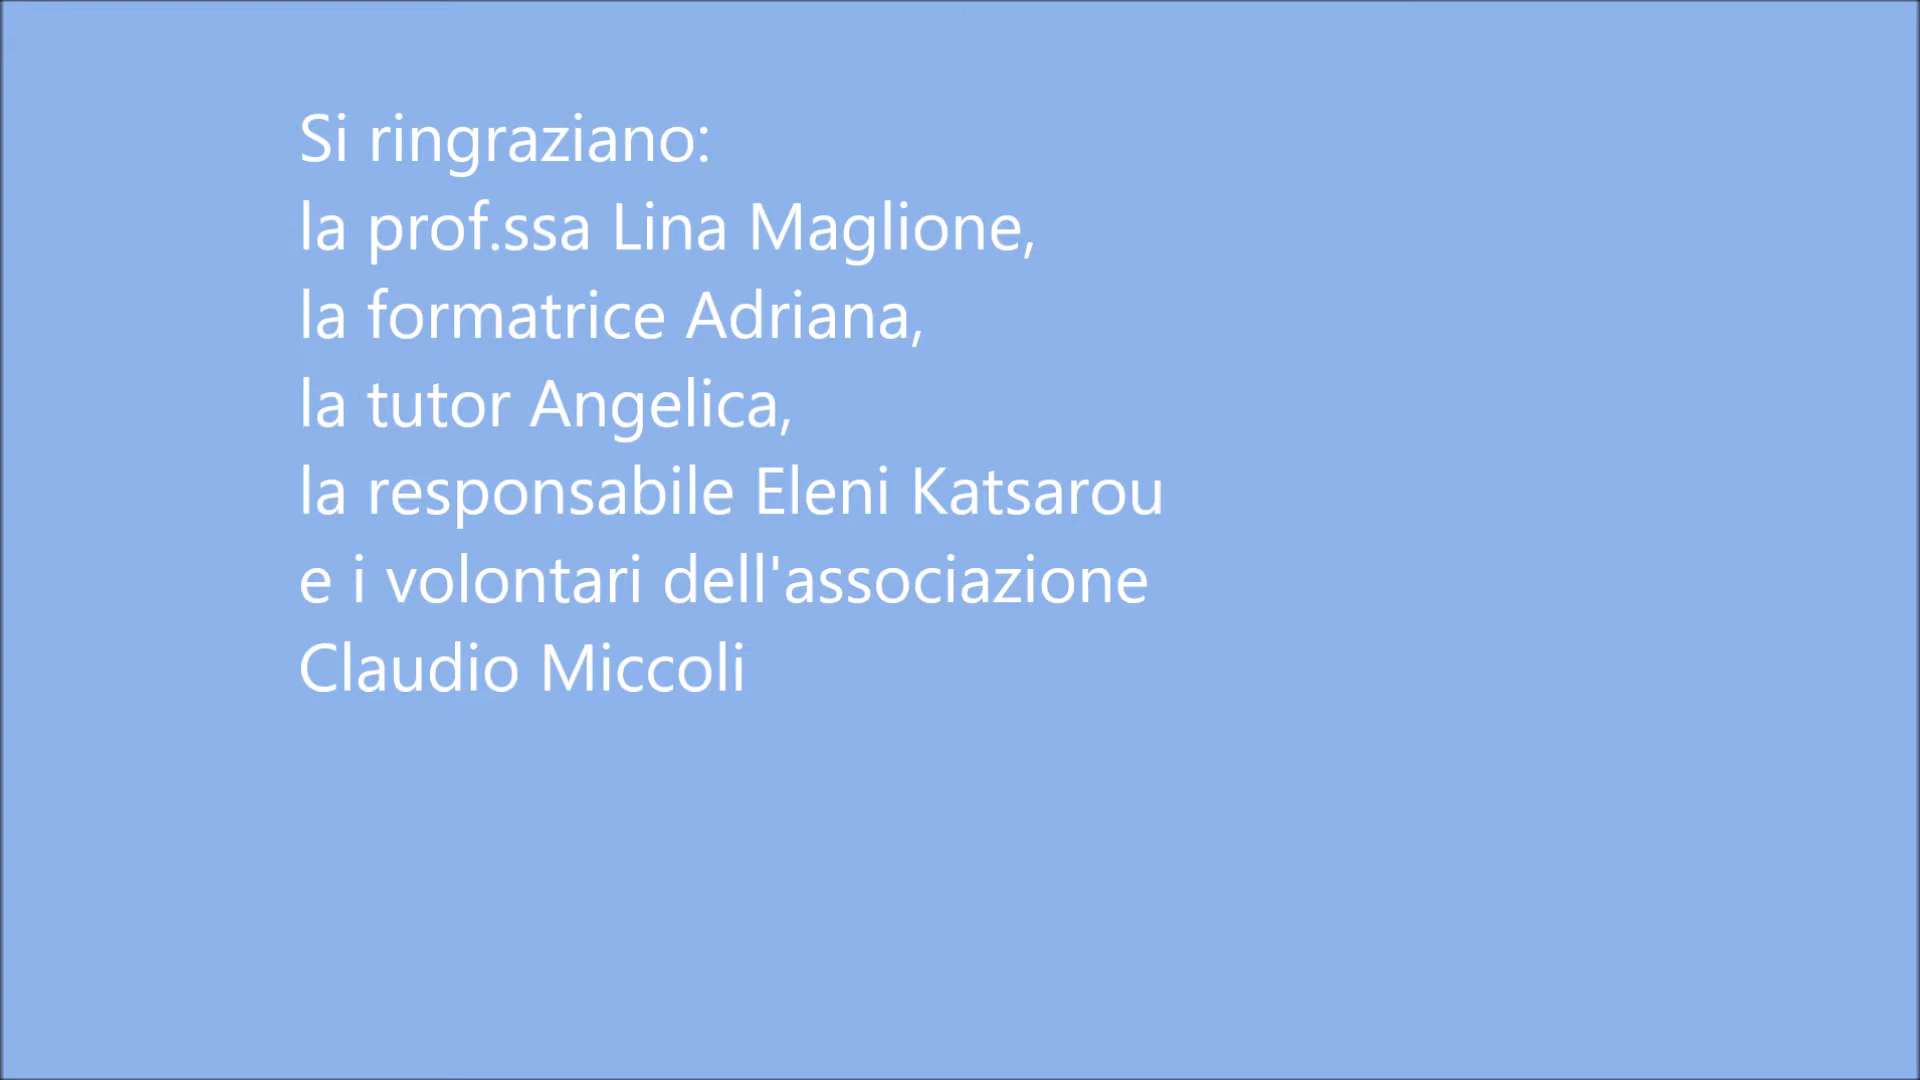 Si ringraziano:
la prof.ssa Lina Maglione,
la formatrice Adriana,
la tutor Angelica,
la responsabile Eleni Katsarou
e i volontari dell'associazione
Claudio Miccoli